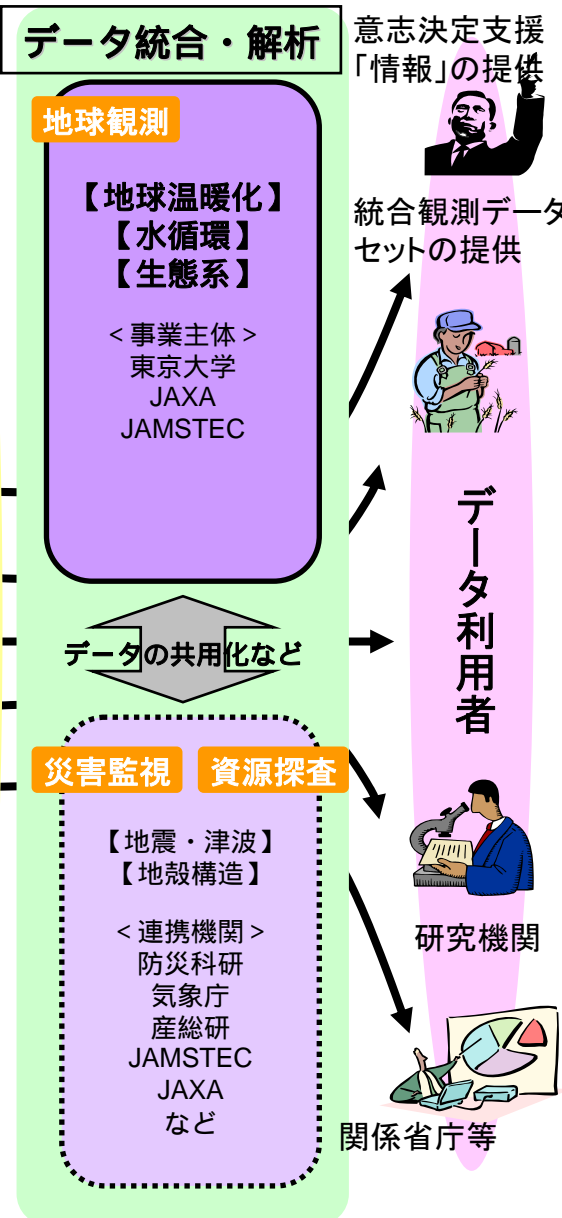 データ統合・解析
地球観測
【地球温暖化】
【水循環】
【生態系】
＜事業主体＞
東京大学
JAXA
JAMSTEC
データの共用化など
災害監視
資源探査
【地震・津波】
【地殻構造】
＜連携機関＞
防災科研
気象庁
産総研
JAMSTEC
JAXA
など
意志決定支援
「情報」の提供
統合観測データ
セットの提供
データ利用者
研究機関
関係省庁等